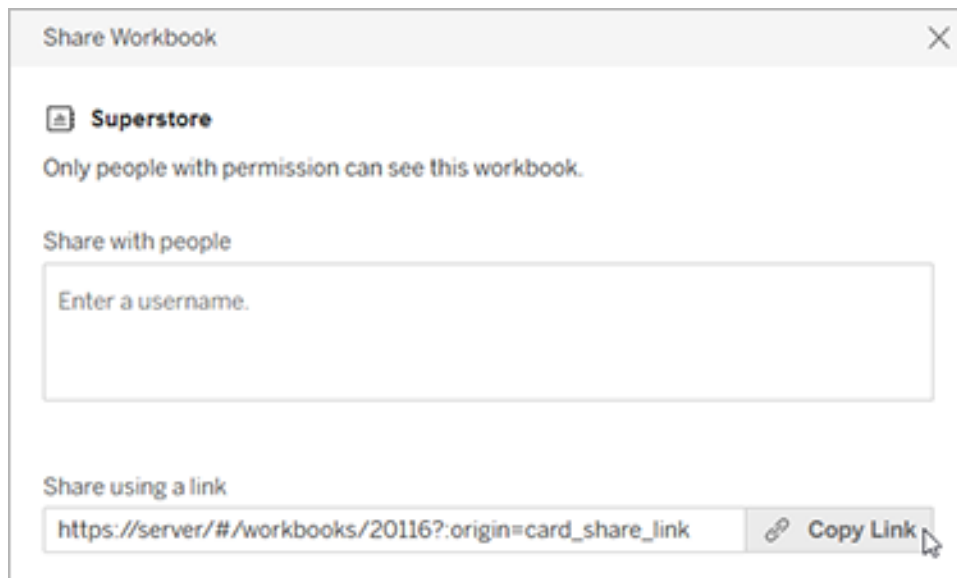 Share Workbook
Superstore
Only people with permission can see this workbook.
Share with people
Enter a username.
Share using a link
https://server/#/workbooks/20116?:origin=card_share_link Copy Link